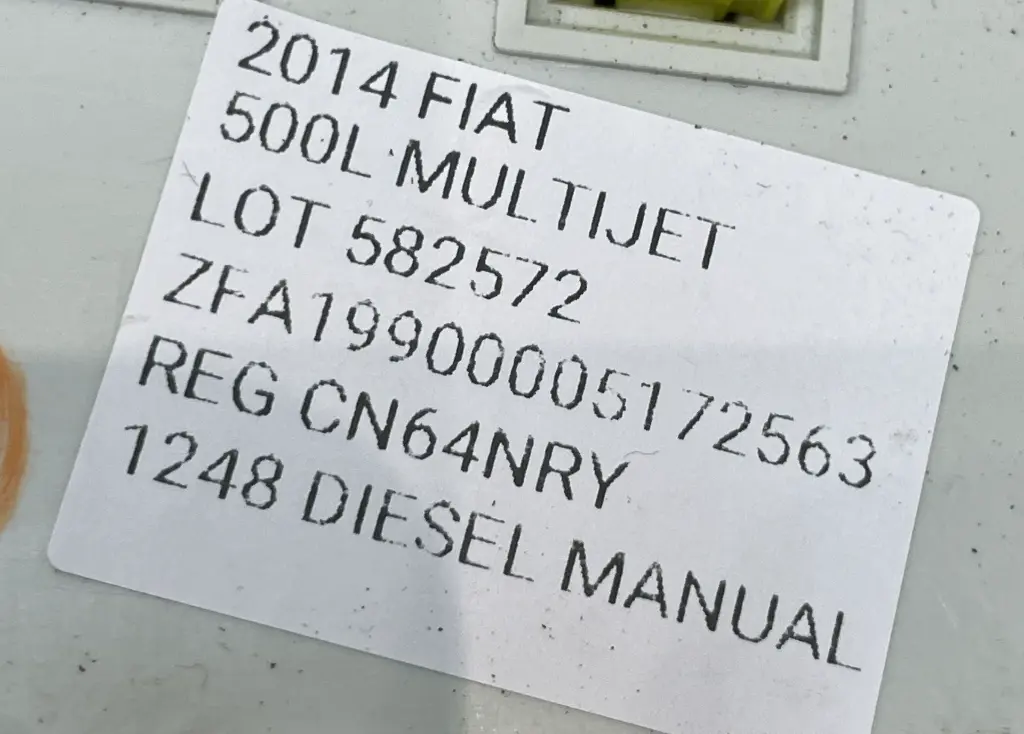 2014 FIAT
500L MULTIJET
LOT 582572
ZFA19900005172563
REG CN64NRY
1248 DIESEL MANUAL